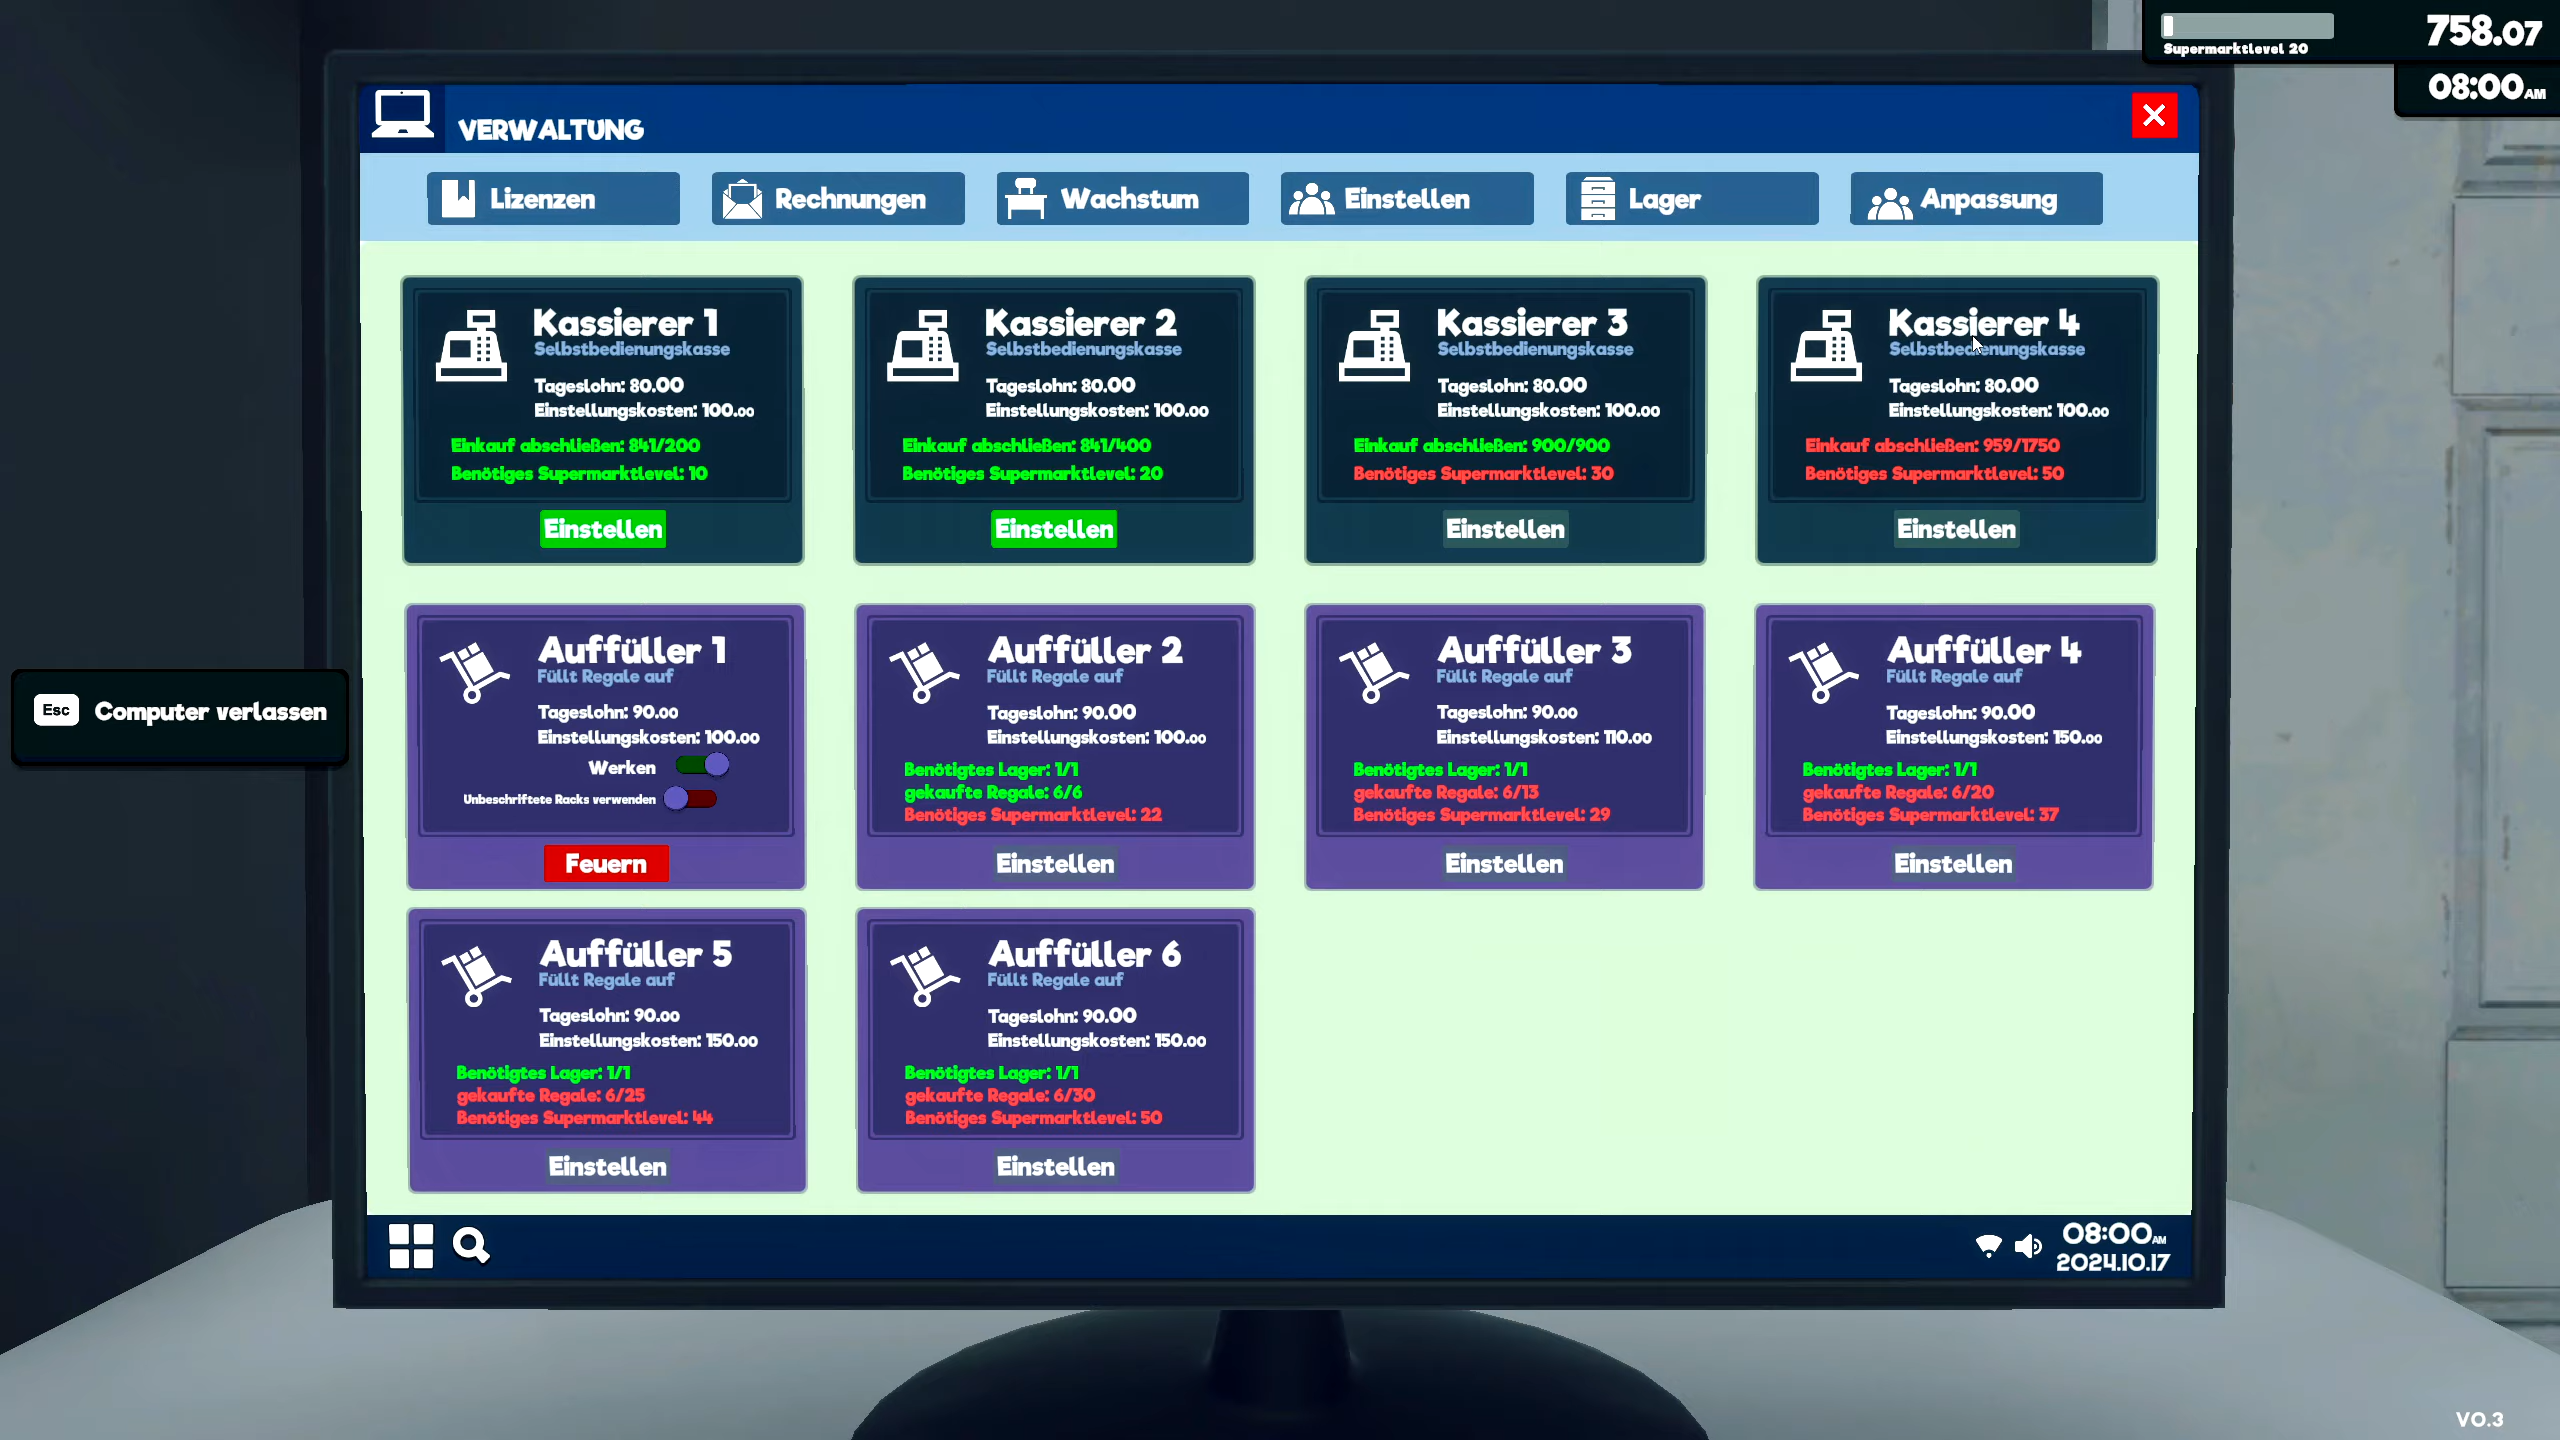 758.07
Supermarktlevel 20
08:00AM
VERWALTUNG
Lizenzen
Rechnungen
Wachstum
Einstellen
Lager
Anpassung
Kassierer 1
Selbstbedienungskasse
Tageslohn: 80.00
Einstellungskosten: 100.00
Einkauf abschließen: 841/200
Benötiges Supermarktlevel: 10
Einstellen
Kassierer 2
Selbstbedienungskasse
Tageslohn: 80.00
Einstellungskosten: 100.00
Einkauf abschließen: 841/400
Benötiges Supermarktlevel: 20
Einstellen
Kassierer 3
Selbstbedienungskasse
Tageslohn: 80.00
Einstellungskosten: 100.00
Einkauf abschließen: 900/900
Benötiges Supermarktlevel: 30
Einstellen
Kassierer 4
Selbstbedienungskasse
Tageslohn: 80.00
Einstellungskosten: 100.00
Einkauf abschließen: 959/1750
Benötiges Supermarktlevel: 50
Einstellen
Auffüller 1
Füllt Regale auf
Tageslohn: 90.00
Einstellungskosten: 100.00
Werken
Unbeschriftete Racks verwenden
Feuern
Auffüller 2
Füllt Regale auf
Tageslohn: 90.00
Einstellungskosten: 100.00
Benötigtes Lager: 1/1
gekaufte Regale: 6/6
Benötiges Supermarktlevel: 22
Einstellen
Auffüller 3
Füllt Regale auf
Tageslohn: 90.00
Einstellungskosten: 110.00
Benötigtes Lager: 1/1
gekaufte Regale: 6/13
Benötiges Supermarktlevel: 29
Einstellen
Auffüller 4
Füllt Regale auf
Tageslohn: 90.00
Einstellungskosten: 150.00
Benötigtes Lager: 1/1
gekaufte Regale: 6/20
Benötiges Supermarktlevel: 37
Einstellen
Esc Computer verlassen
Auffüller 5
Füllt Regale auf
Tageslohn: 90.00
Einstellungskosten: 150.00
Benötigtes Lager: 1/1
gekaufte Regale: 6/25
Benötiges Supermarktlevel: 44
Einstellen
Auffüller 6
Füllt Regale auf
Tageslohn: 90.00
Einstellungskosten: 150.00
Benötigtes Lager: 1/1
gekaufte Regale: 6/30
Benötiges Supermarktlevel: 50
Einstellen
08:00AM
2024.10.17
V0.3